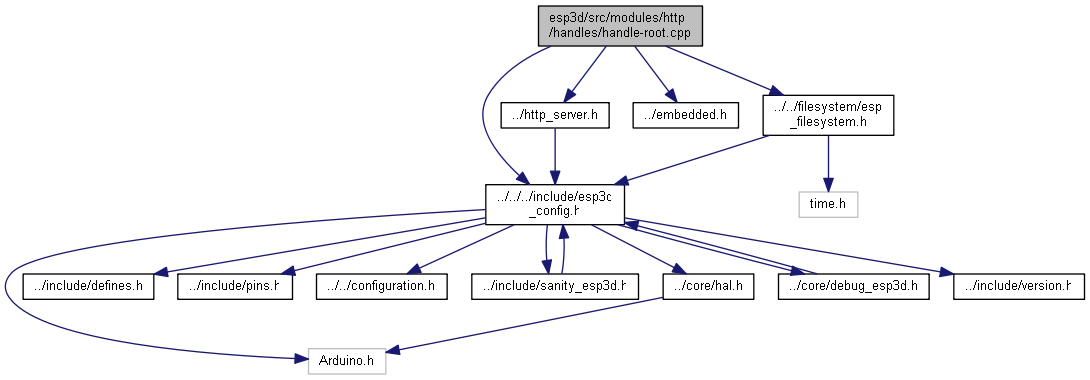 esp3d/src/modules/http
/handles/handle-root.cpp
../http_server.h
../embedded.h
../../filesystem/esp
_filesystem.h
../../../include/esp3d
_config.h
time.h
../include/defines.h
../include/pins.h
../../configuration.h
../include/sanity_esp3d.h
../core/hal.h
../core/debug_esp3d.h
../include/version.h
Arduino.h